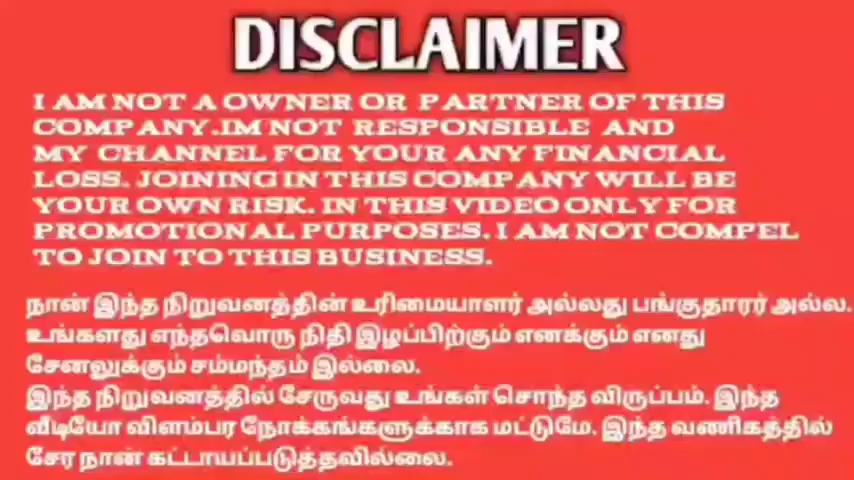 DISCLAIMER
I AM NOT A OWNER OR PARTNER OF THIS
COMPANY.IM NOT RESPONSIBLE AND
MY CHANNEL FOR YOUR ANY FINANCIAL
LOSS. JOINING IN THIS COMPANY WILL BE
YOUR OWN RISK. IN THIS VIDEO ONLY FOR
PROMOTIONAL PURPOSES. I AM NOT COMPEL
TO JOIN TO THIS BUSINESS.
நான் இந்த நிறுவனத்தின் உரிமையாளர் அல்லது பங்குதாரர் அல்ல.
உங்களது எந்தவொரு நிதி இழப்பிற்கும் எனக்கும் எனது
சேனலுக்கும் சம்மந்தம் இல்லை.
இந்த நிறுவனத்தில் சேருவது உங்கள் சொந்த விருப்பம். இந்த
வீடியோ விளம்பர நோக்கங்களுக்காக மட்டுமே. இந்த வணிகத்தில்
சேர நான் கட்டாயப்படுத்தவில்லை.